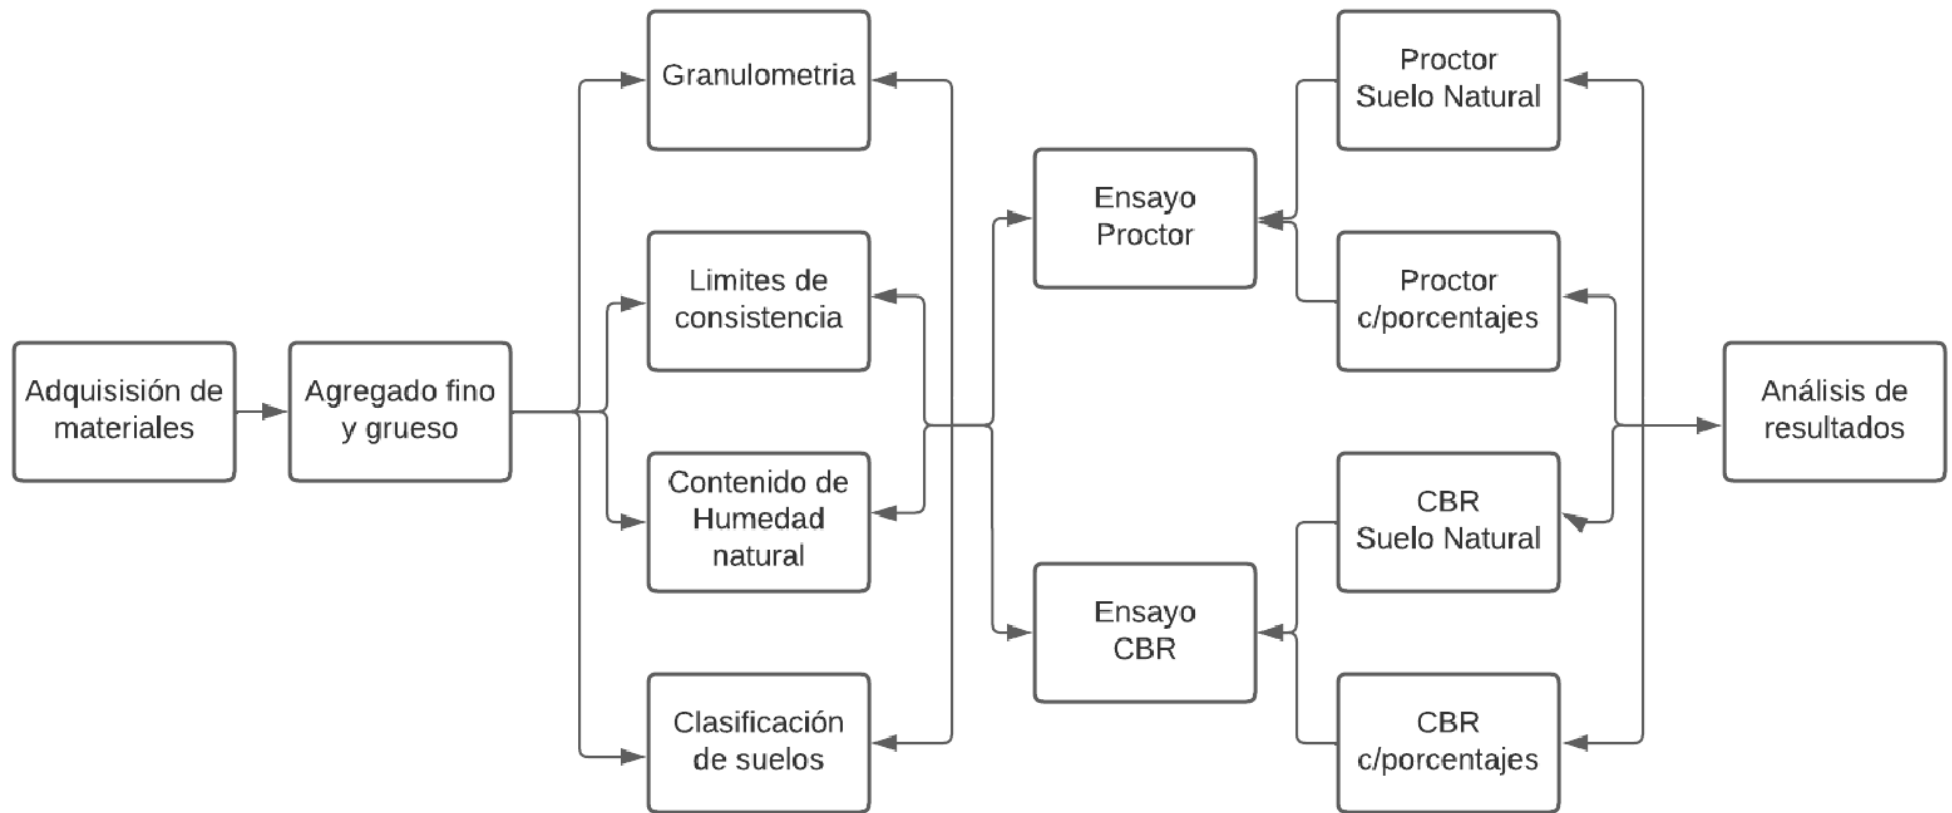 Adquisisión de
materiales
Agregado fino
y grueso
Granulometria
Limites de
consistencia
Contenido de
Humedad
natural
Clasificación
de suelos
Ensayo
Proctor
Ensayo
CBR
Proctor
Suelo Natural
Proctor
c/porcentajes
CBR
Suelo Natural
CBR
c/porcentajes
Análisis de
resultados